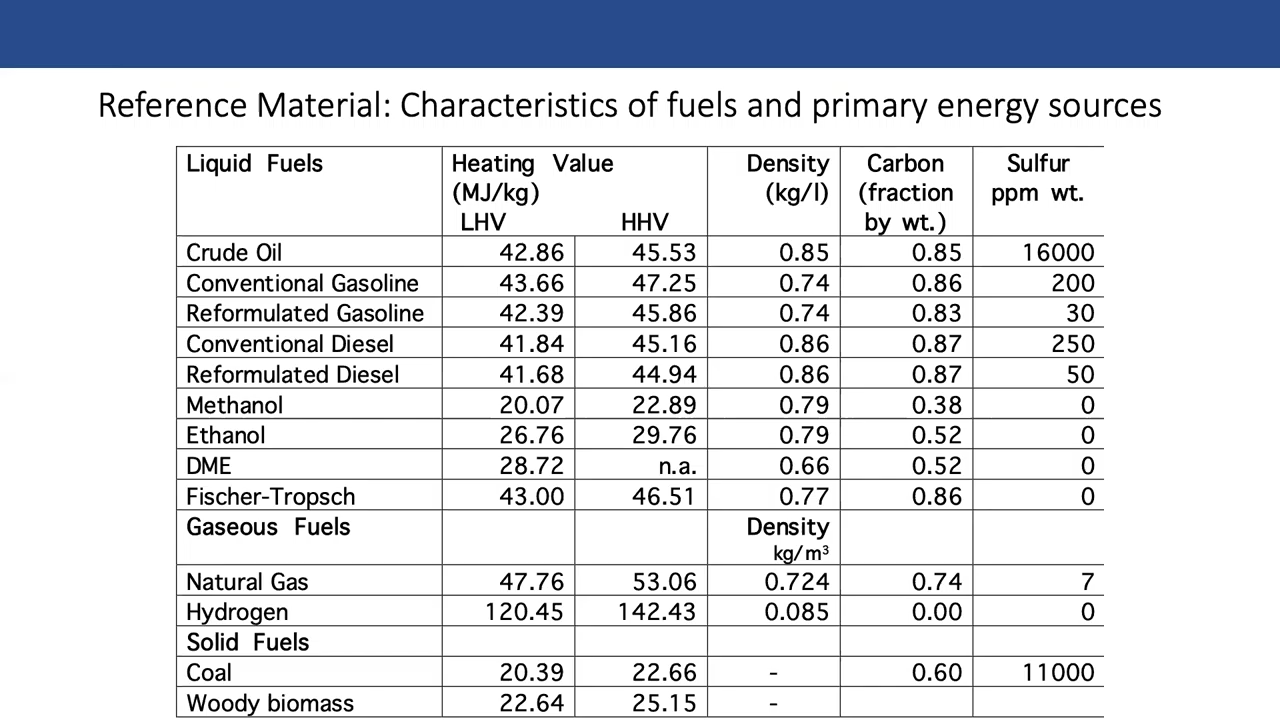 Reference Material: Characteristics of fuels and primary energy sources
Liquid Fuels Heating Value Density Carbon Sulfur
(MJ/kg) (kg/l) (fraction ppm wt.
LHV HHV by wt.)
Crude Oil 42.86 45.53 0.85 0.85 16000
Conventional Gasoline 43.66 47.25 0.74 0.86 200
Reformulated Gasoline 42.39 45.86 0.74 0.83 30
Conventional Diesel 41.84 45.16 0.86 0.87 250
Reformulated Diesel 41.68 44.94 0.86 0.87 50
Methanol 20.07 22.89 0.79 0.38 0
Ethanol 26.76 29.76 0.79 0.52 0
DME 28.72 n.a. 0.66 0.52 0
Fischer-Tropsch 43.00 46.51 0.77 0.86 0
Gaseous Fuels Density
kg/m³
Natural Gas 47.76 53.06 0.724 0.74 7
Hydrogen 120.45 142.43 0.085 0.00 0
Solid Fuels
Coal 20.39 22.66 - 0.60 11000
Woody biomass 22.64 25.15 -